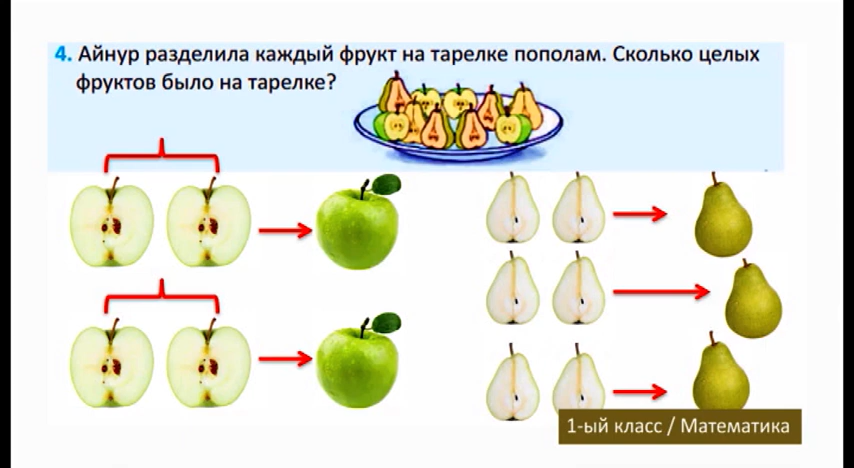 4. Айнур разделила каждый фрукт на тарелке пополам. Сколько целых
фруктов было на тарелке?
1-ый класс / Математика